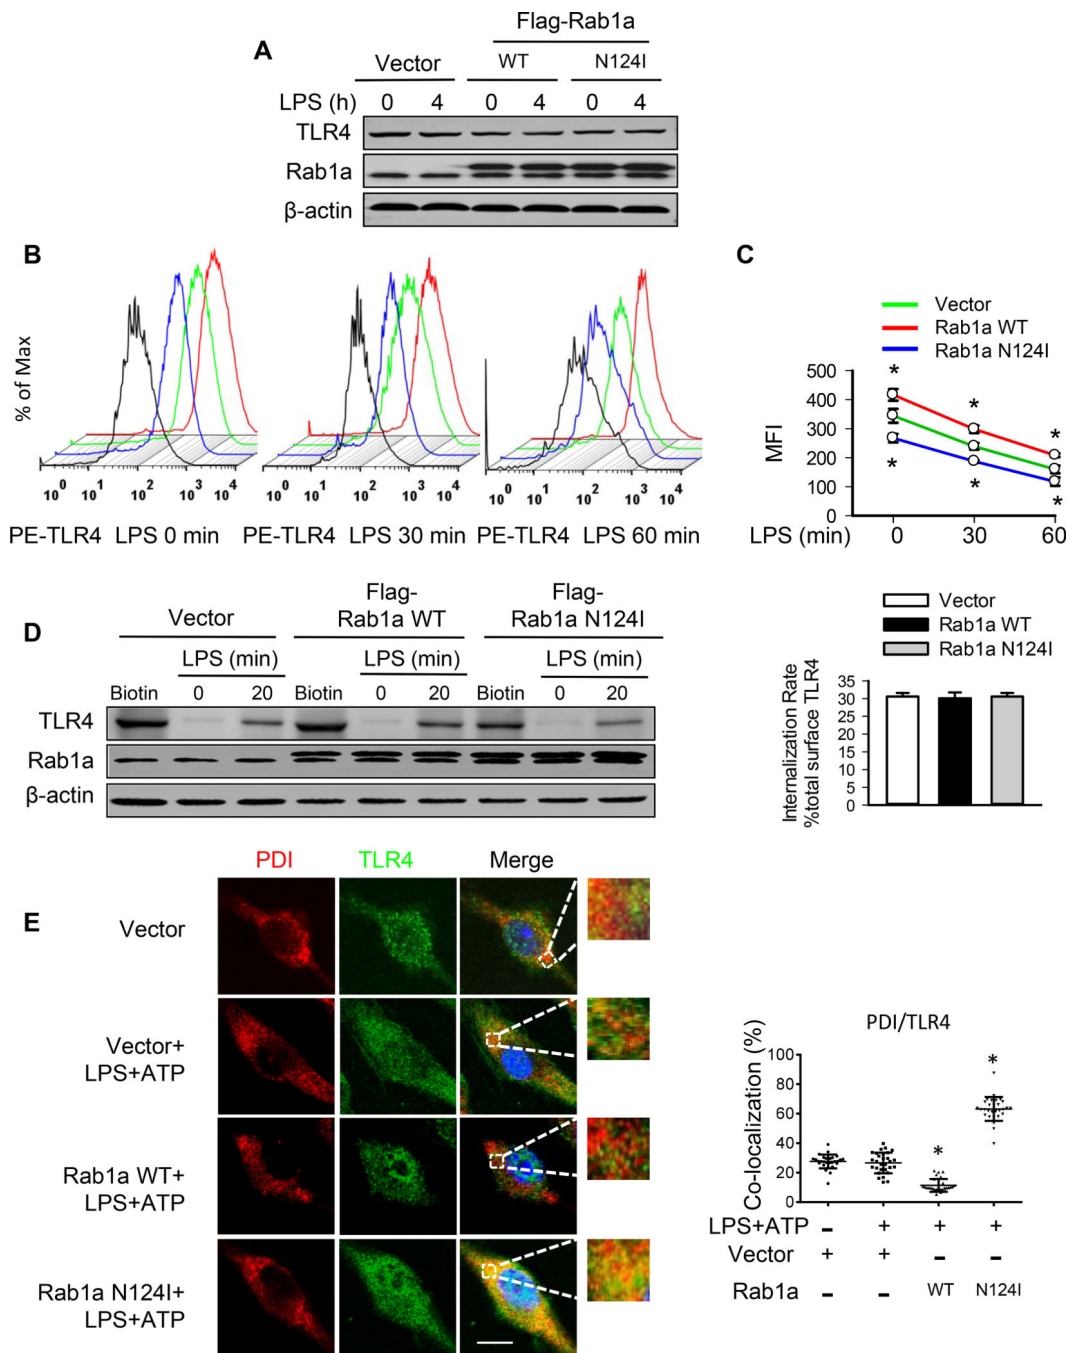 Flag-Rab1a
A
Vector WT N124I
LPS (h) 0 4 0 4 0 4
TLR4
Rab1a
β-actin
B
% of Max
10^0 10^1 10^2 10^3 10^4
10^0 10^1 10^2 10^3 10^4
10^0 10^1 10^2 10^3 10^4
PE-TLR4 LPS 0 min
PE-TLR4 LPS 30 min
PE-TLR4 LPS 60 min
C
Vector
Rab1a WT
Rab1a N124I
500
400
300
200
100
0
MFI
* * *
* * *
LPS (min) 0 30 60
D
Vector
Flag-
Rab1a WT
Flag-
Rab1a N124I
LPS (min) LPS (min) LPS (min)
Biotin 0 20 Biotin 0 20 Biotin 0 20
TLR4
Rab1a
β-actin
Vector
Rab1a WT
Rab1a N124I
Internalization Rate
%total surface TLR4
35
30
25
20
15
10
5
0
E
PDI TLR4 Merge
Vector
Vector+
LPS+ATP
Rab1a WT+
LPS+ATP
Rab1a N124I+
LPS+ATP
PDI/TLR4
Co-localization (%)
100
80
60
40
20
0
* *
LPS+ATP - + + +
Vector + + - -
Rab1a - - WT N124I